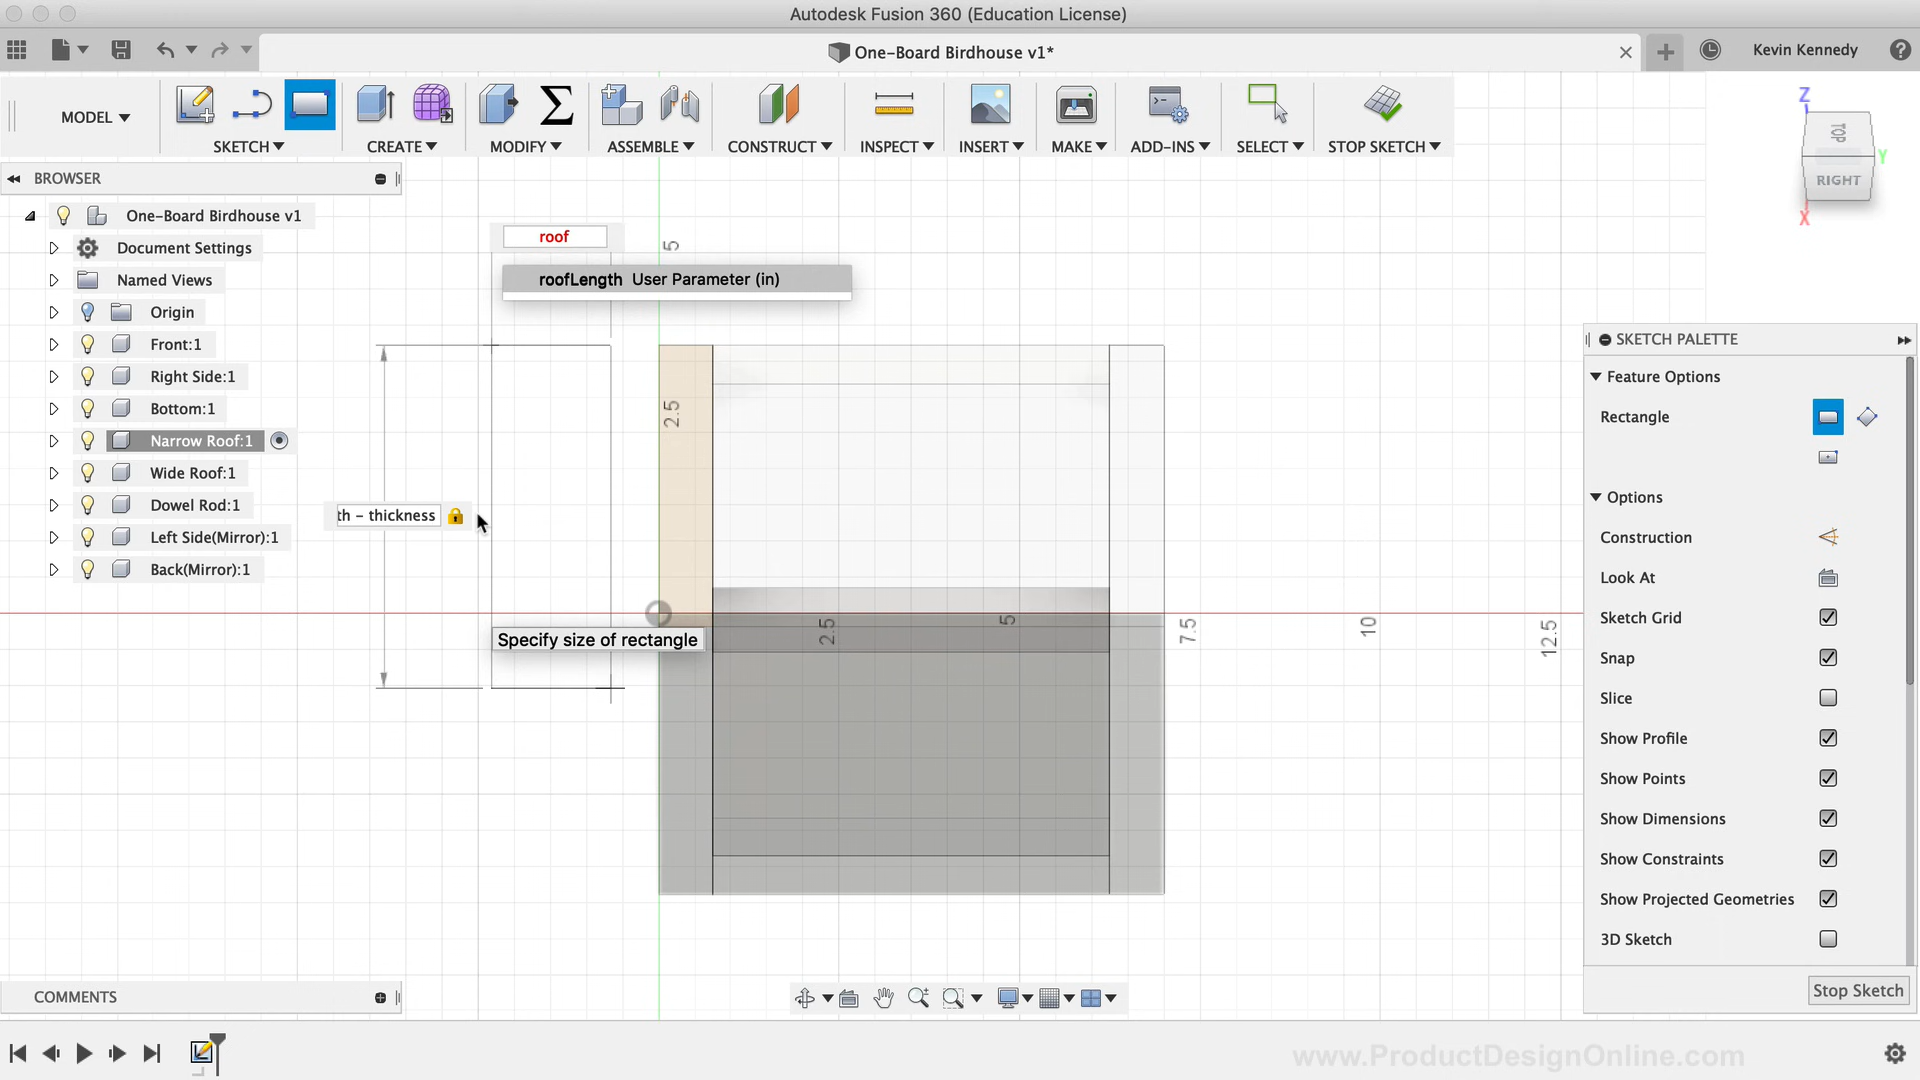 Autodesk Fusion 360 (Education License)
One-Board Birdhouse v1*
Kevin Kennedy
MODEL
SKETCH
CREATE
MODIFY
ASSEMBLE
CONSTRUCT
INSPECT
INSERT
MAKE
ADD-INS
SELECT
STOP SKETCH
Z
TOP
Y
RIGHT
X
BROWSER
One-Board Birdhouse v1
Document Settings
Named Views
Origin
Front:1
Right Side:1
Bottom:1
Narrow Roof:1
Wide Roof:1
Dowel Rod:1
Left Side(Mirror):1
Back(Mirror):1
roof
roofLength User Parameter (in)
5
2.5
th - thickness
Specify size of rectangle
2.5
5
7.5
10
12.5
SKETCH PALETTE
Feature Options
Rectangle
Options
Construction
Look At
Sketch Grid
Snap
Slice
Show Profile
Show Points
Show Dimensions
Show Constraints
Show Projected Geometries
3D Sketch
Stop Sketch
COMMENTS
www.ProductDesignOnline.com